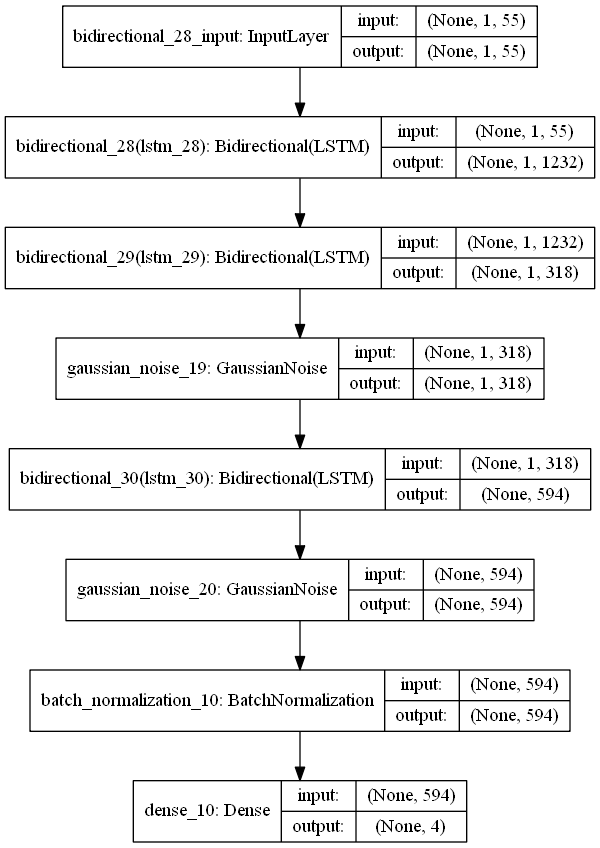 bidirectional_28_input: InputLayer
input: (None, 1, 55)
output: (None, 1, 55)
bidirectional_28(lstm_28): Bidirectional(LSTM)
input: (None, 1, 55)
output: (None, 1, 1232)
bidirectional_29(lstm_29): Bidirectional(LSTM)
input: (None, 1, 1232)
output: (None, 1, 318)
gaussian_noise_19: GaussianNoise
input: (None, 1, 318)
output: (None, 1, 318)
bidirectional_30(lstm_30): Bidirectional(LSTM)
input: (None, 1, 318)
output: (None, 594)
gaussian_noise_20: GaussianNoise
input: (None, 594)
output: (None, 594)
batch_normalization_10: BatchNormalization
input: (None, 594)
output: (None, 594)
dense_10: Dense
input: (None, 594)
output: (None, 4)